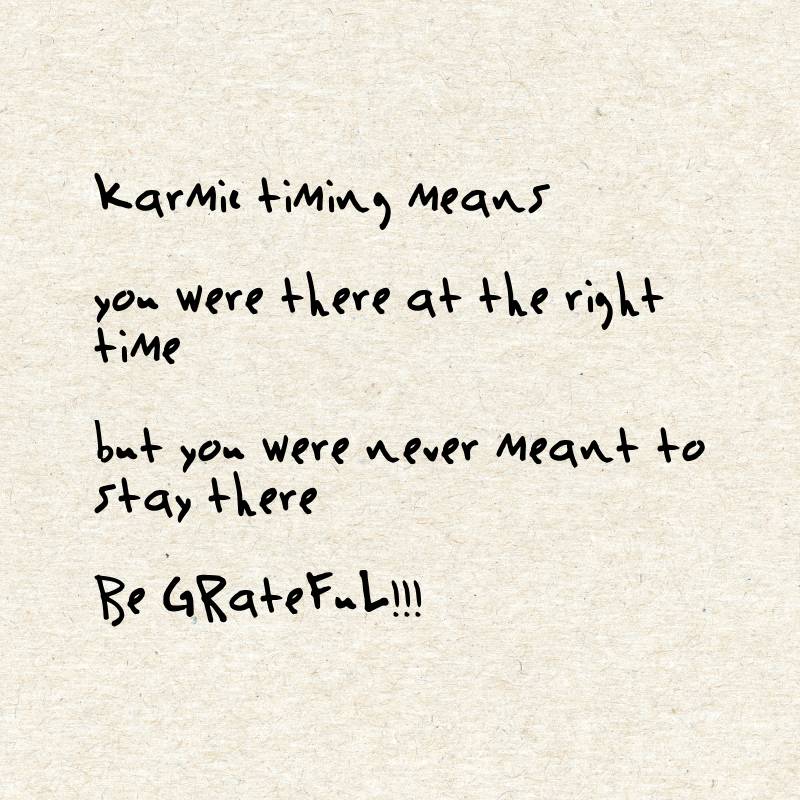 Karmic timing means
you were there at the right
time
but you were never meant to
stay there
Be GRateFuL!!!